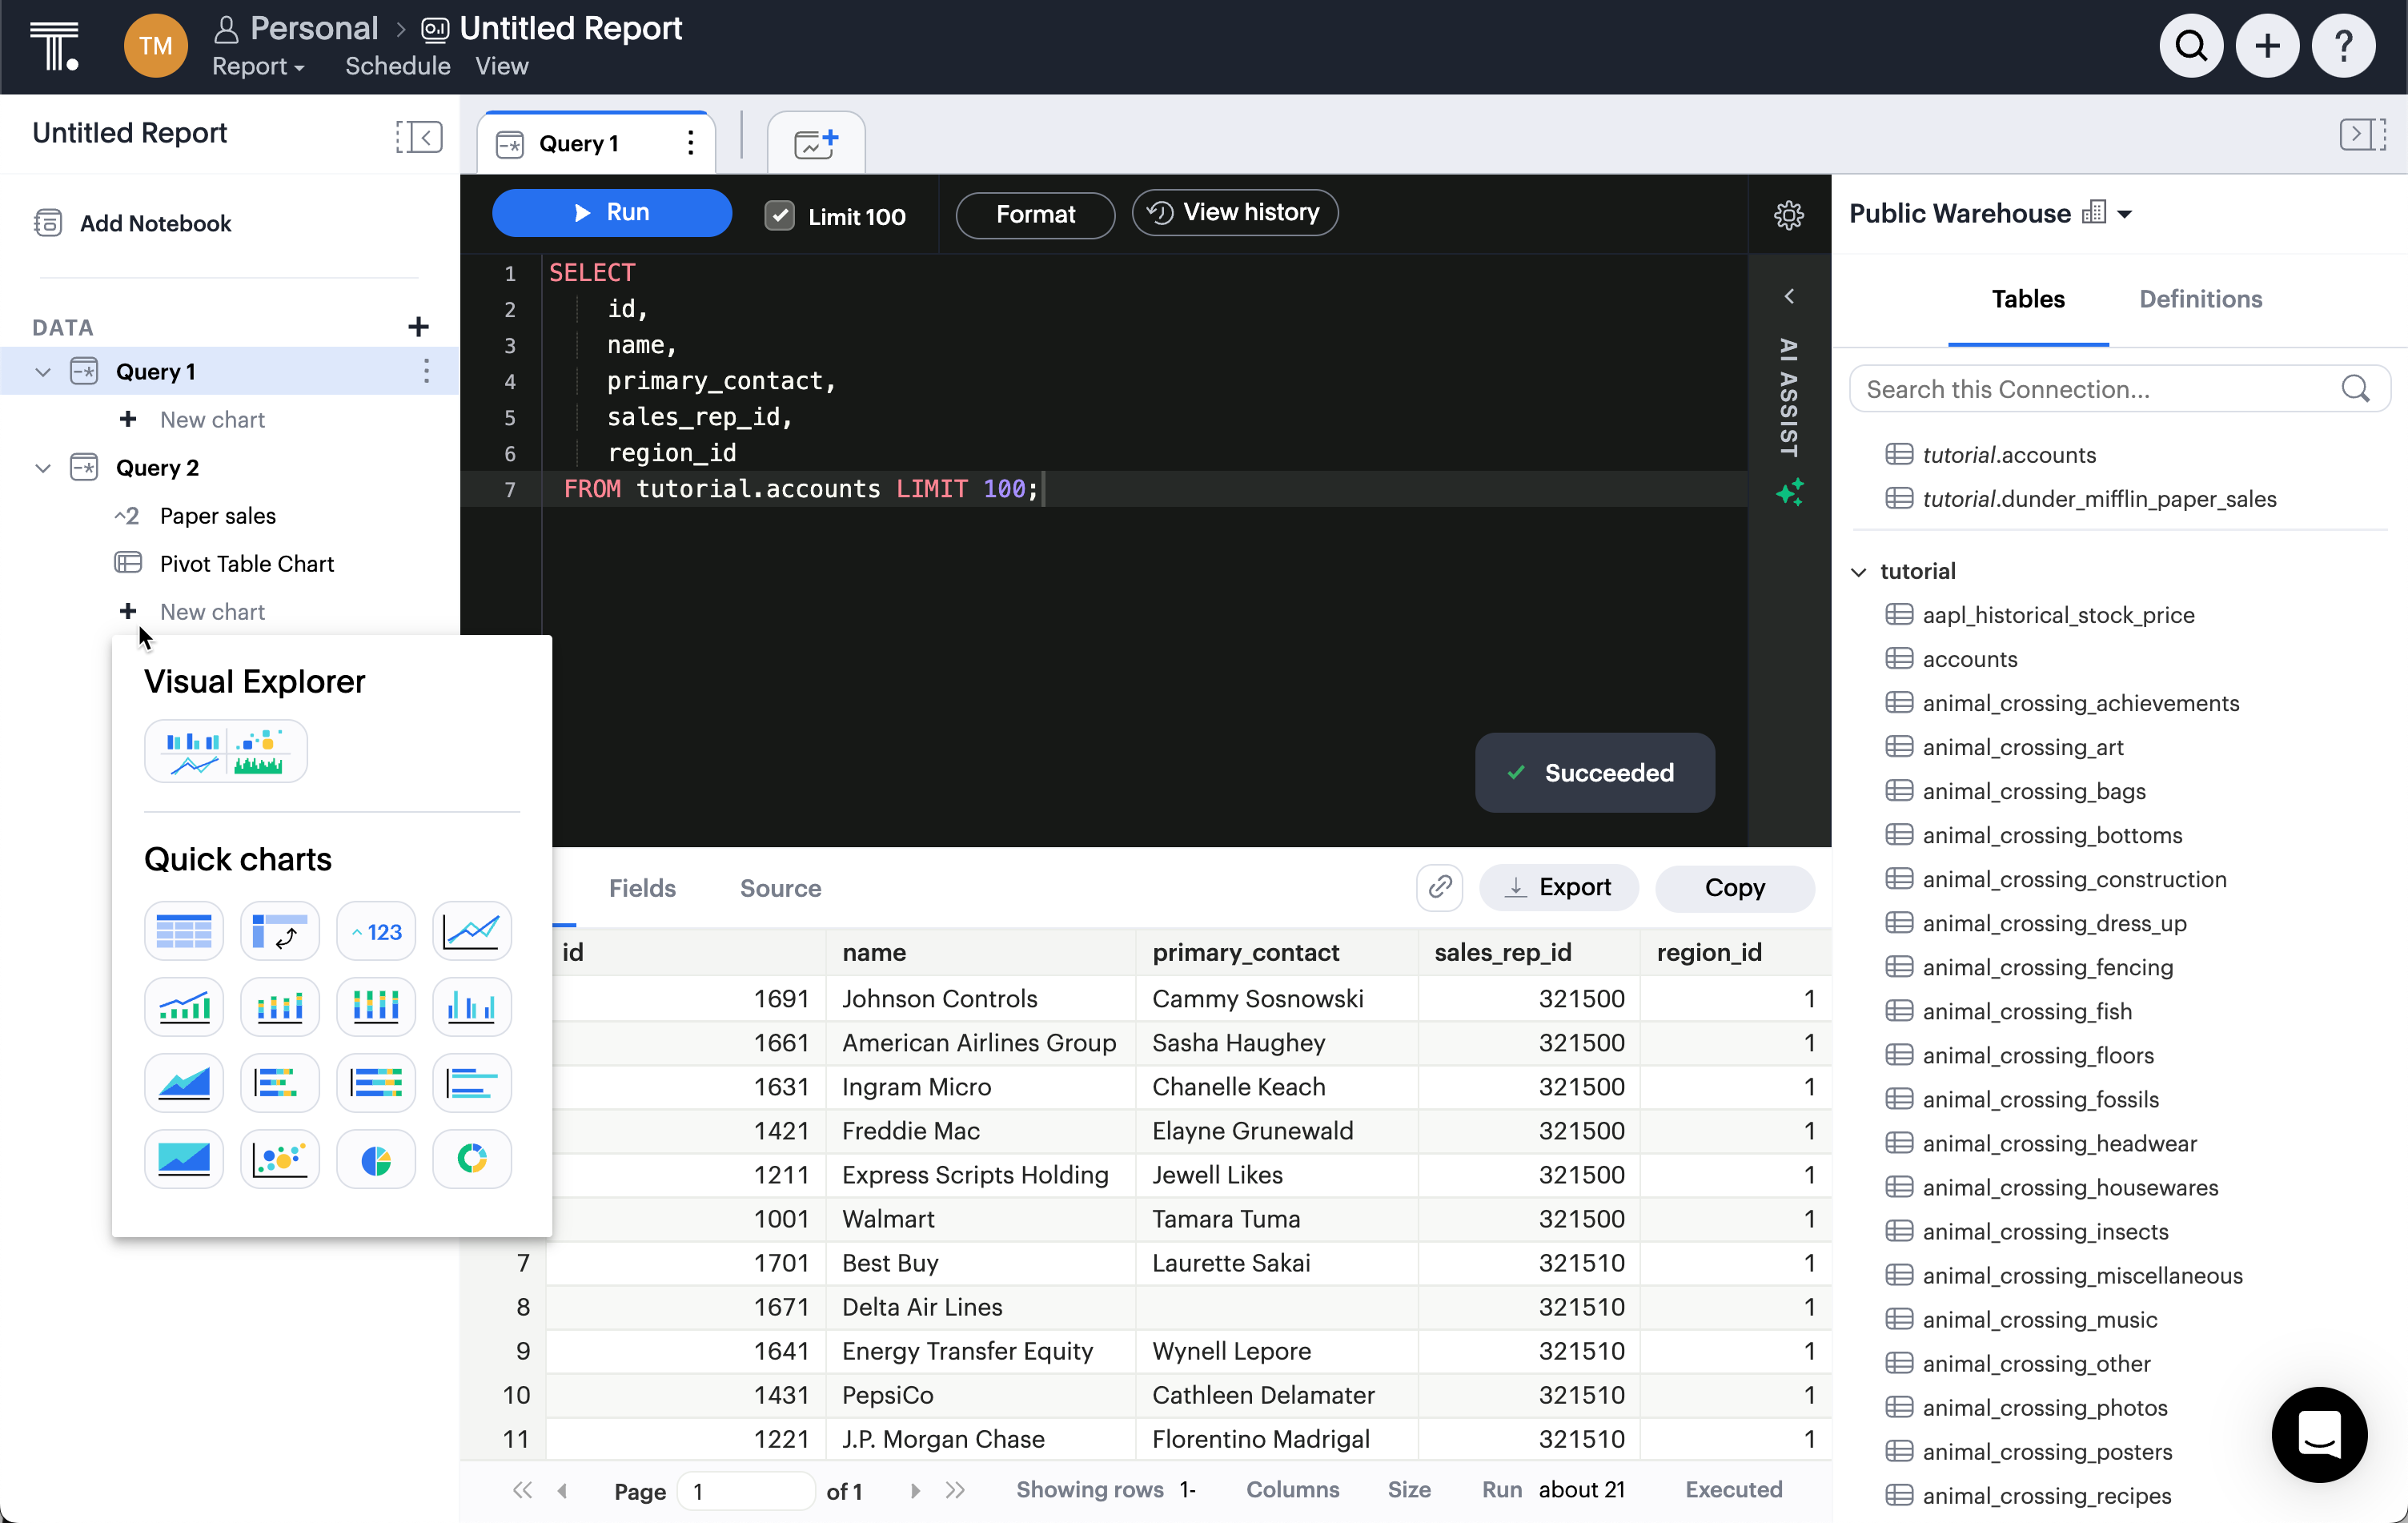 T.
TM
Personal > Untitled Report
Report Schedule View
Untitled Report
Add Notebook
DATA
Query 1
New chart
Query 2
^2 Paper sales
Pivot Table Chart
New chart
Visual Explorer
Quick charts
^ 123
Query 1
Run
Limit 100
Format
View history
1 SELECT
2 id,
3 name,
4 primary_contact,
5 sales_rep_id,
6 region_id
7 FROM tutorial.accounts LIMIT 100;
AI ASSIST
Succeeded
Fields Source
Export
Copy
id name primary_contact sales_rep_id region_id
1691 Johnson Controls Cammy Sosnowski 321500 1
1661 American Airlines Group Sasha Haughey 321500 1
1631 Ingram Micro Chanelle Keach 321500 1
1421 Freddie Mac Elayne Grunewald 321500 1
1211 Express Scripts Holding Jewell Likes 321500 1
1001 Walmart Tamara Tuma 321500 1
7 1701 Best Buy Laurette Sakai 321510 1
8 1671 Delta Air Lines 321510 1
9 1641 Energy Transfer Equity Wynell Lepore 321510 1
10 1431 PepsiCo Cathleen Delamater 321510 1
11 1221 J.P. Morgan Chase Florentino Madrigal 321510 1
Page 1 of 1
Showing rows 1-
Columns
Size
Run about 21
Executed
Public Warehouse
Tables Definitions
Search this Connection...
tutorial.accounts
tutorial.dunder_mifflin_paper_sales
tutorial
aapl_historical_stock_price
accounts
animal_crossing_achievements
animal_crossing_art
animal_crossing_bags
animal_crossing_bottoms
animal_crossing_construction
animal_crossing_dress_up
animal_crossing_fencing
animal_crossing_fish
animal_crossing_floors
animal_crossing_fossils
animal_crossing_headwear
animal_crossing_housewares
animal_crossing_insects
animal_crossing_miscellaneous
animal_crossing_music
animal_crossing_other
animal_crossing_photos
animal_crossing_posters
animal_crossing_recipes